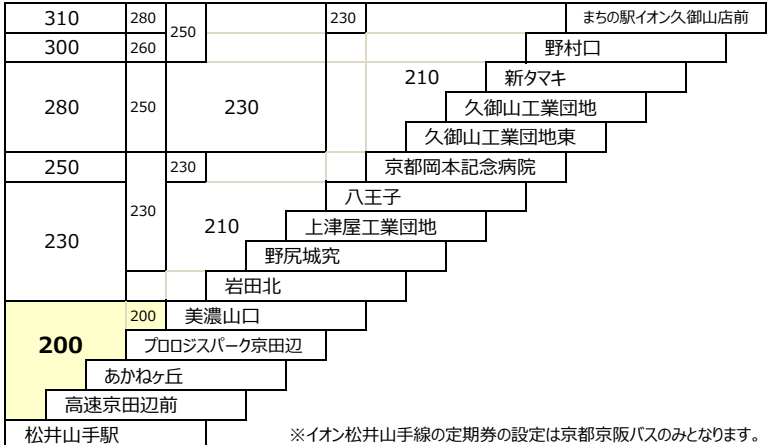 310 280 250 230 まちの駅イオン久御山店前
300 260 野村口
210 新タマキ
280 250 230 久御山工業団地
久御山工業団地東
250 230 京都岡本記念病院
八王子
230
230 210 上津屋工業団地
野尻城究
岩田北
200 美濃山口
200 プロロジスパーク京田辺
あかねヶ丘
高速京田辺前
松井山手駅 ※イオン松井山手線の定期券の設定は京都京阪バスのみとなります。